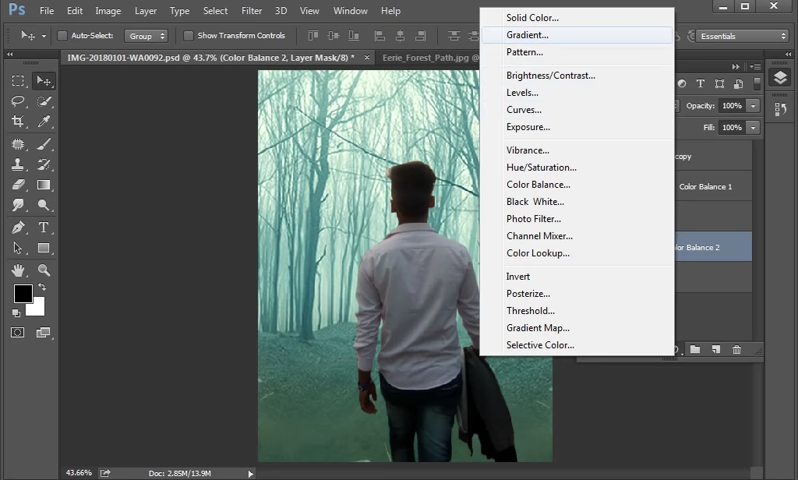 Ps File Edit Image Layer Type Select Filter 3D View Window Help
Auto-Select: Group Show Transform Controls Essentials
IMG-20180101-WA0092.psd @ 43.7% (Color Balance 2, Layer Mask/8) * × Eerie_Forest_Path.jpg @
Solid Color...
Gradient...
Pattern...
Brightness/Contrast...
Levels...
Curves...
Exposure...
Vibrance...
Hue/Saturation...
Color Balance...
Black White...
Photo Filter...
Channel Mixer...
Color Lookup...
Invert
Posterize...
Threshold...
Gradient Map...
Selective Color...
Opacity: 100%
Fill: 100%
copy
Color Balance 1
olor Balance 2
43.66% Doc: 2.85M/13.9M